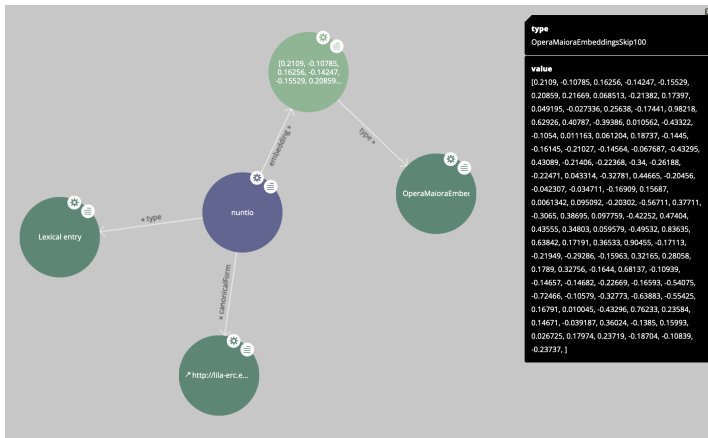 [0.2109, -0.10785,
0.16256, -0.14247,
-0.15529, 0.20859...
embedding »
type »
OperaMaioraEmbe
nuntio
« type
Lexical entry
« canonicalForm
↗ http://lila-erc.e...
type
OperaMaioraEmbeddingsSkip100
value
[0.2109, -0.10785, 0.16256, -0.14247, -0.15529,
0.20859, 0.21669, 0.068513, -0.21382, 0.17397,
0.049195, -0.027336, 0.25638, -0.17441, 0.98218,
0.62926, 0.40787, -0.39386, 0.010562, -0.43322,
-0.1054, 0.011163, 0.061204, 0.18737, -0.1445,
-0.16145, -0.21027, -0.14564, -0.067687, -0.43295,
0.43089, -0.21406, -0.22368, -0.34, -0.26188,
-0.22471, 0.043314, -0.32781, 0.44665, -0.20456,
-0.042307, -0.034711, -0.16909, 0.15687,
0.0061342, 0.095092, -0.20302, -0.56711, 0.37711,
-0.3065, 0.38695, 0.097759, -0.42252, 0.47404,
0.43555, 0.34803, 0.059579, -0.49532, 0.83635,
0.63842, 0.17191, 0.36533, 0.90455, -0.17113,
-0.21949, -0.29286, -0.15963, 0.32165, 0.28058,
0.1789, 0.32756, -0.1644, 0.68137, -0.10939,
-0.14657, -0.14682, -0.22669, -0.16593, -0.54075,
-0.72466, -0.10579, -0.32773, -0.63883, -0.55425,
0.16791, 0.010045, -0.43296, 0.76233, 0.23584,
0.14671, -0.039187, 0.36024, -0.1385, 0.15993,
0.026725, 0.17974, 0.23719, -0.18704, -0.10839,
-0.23737, ]